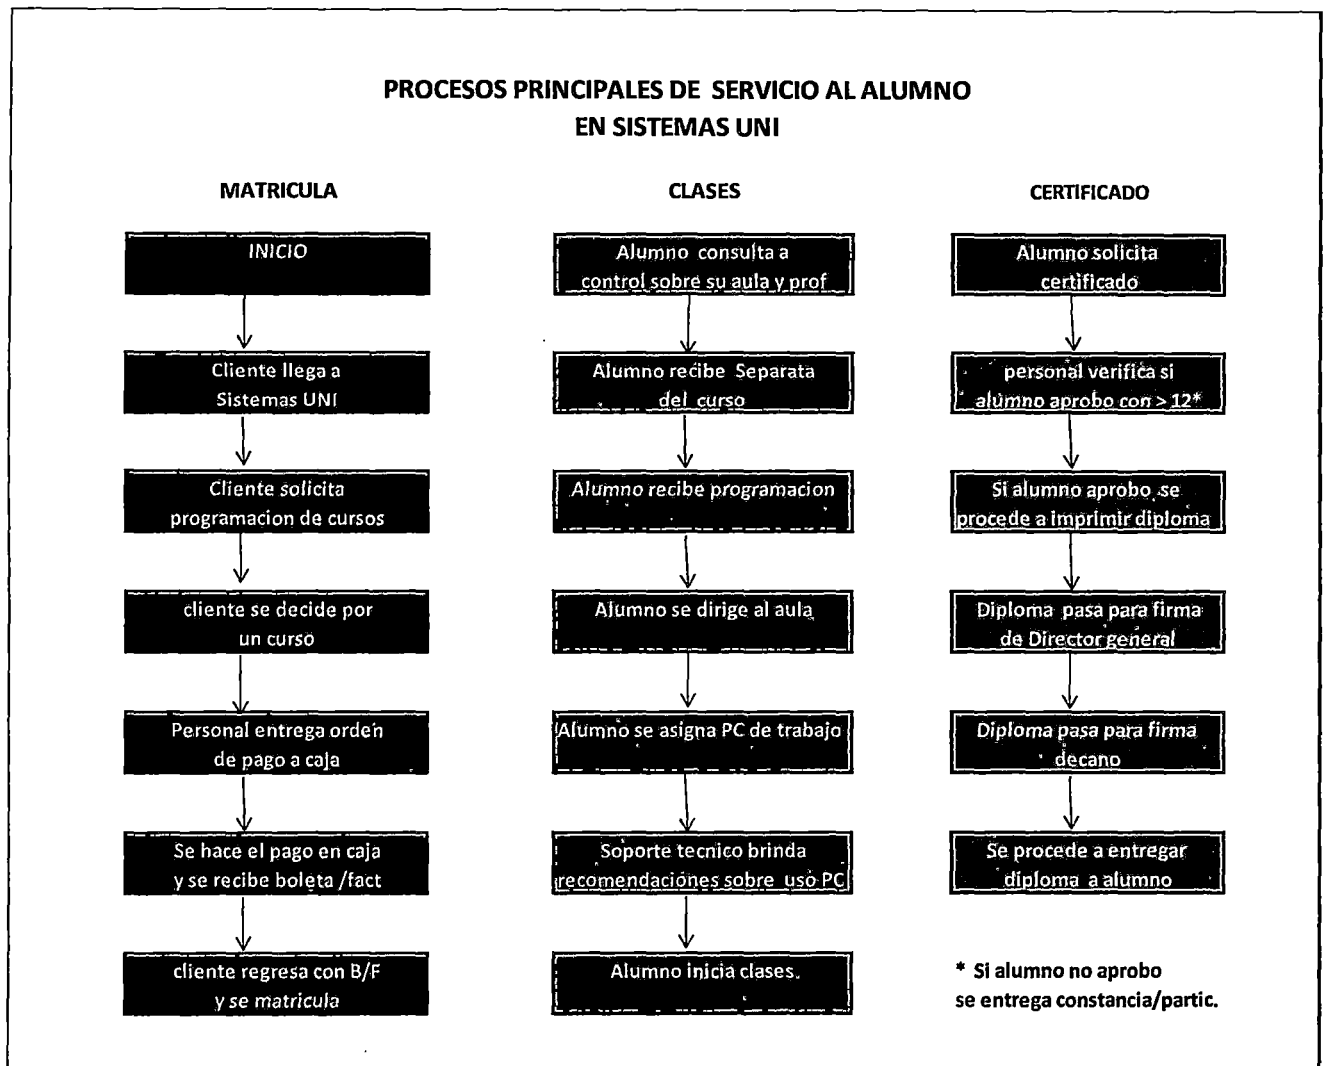 PROCESOS PRINCIPALES DE SERVICIO AL ALUMNO
EN SISTEMAS UNI
MATRICULA
INICIO
Cliente llega a
Sistemas UNI
Cliente solicita
programacion de cursos
cliente se decide por
un curso
Personal entrega orden
de pago a caja
Se hace el pago en caja
y se recibe boleta /fact
cliente regresa con B/F
y se matricula
CLASES
Alumno consulta a
control sobre su aula y prof
Alumno recibe Separata
del curso
Alumno recibe programacion
Alumno se dirige al aula
Alumno se asigna PC de trabajo
Soporte tecnico brinda
recomendaciones sobre uso PC
Alumno inicia clases.
CERTIFICADO
Alumno solicita
certificado
personal verifica si
alumno aprobo con > 12*
Si alumno aprobo se
procede a imprimir diploma
Diploma pasa para firma
de Director general
Diploma pasa para firma
decano
Se procede a entregar
diploma a alumno
* Si alumno no aprobo
se entrega constancia/partic.